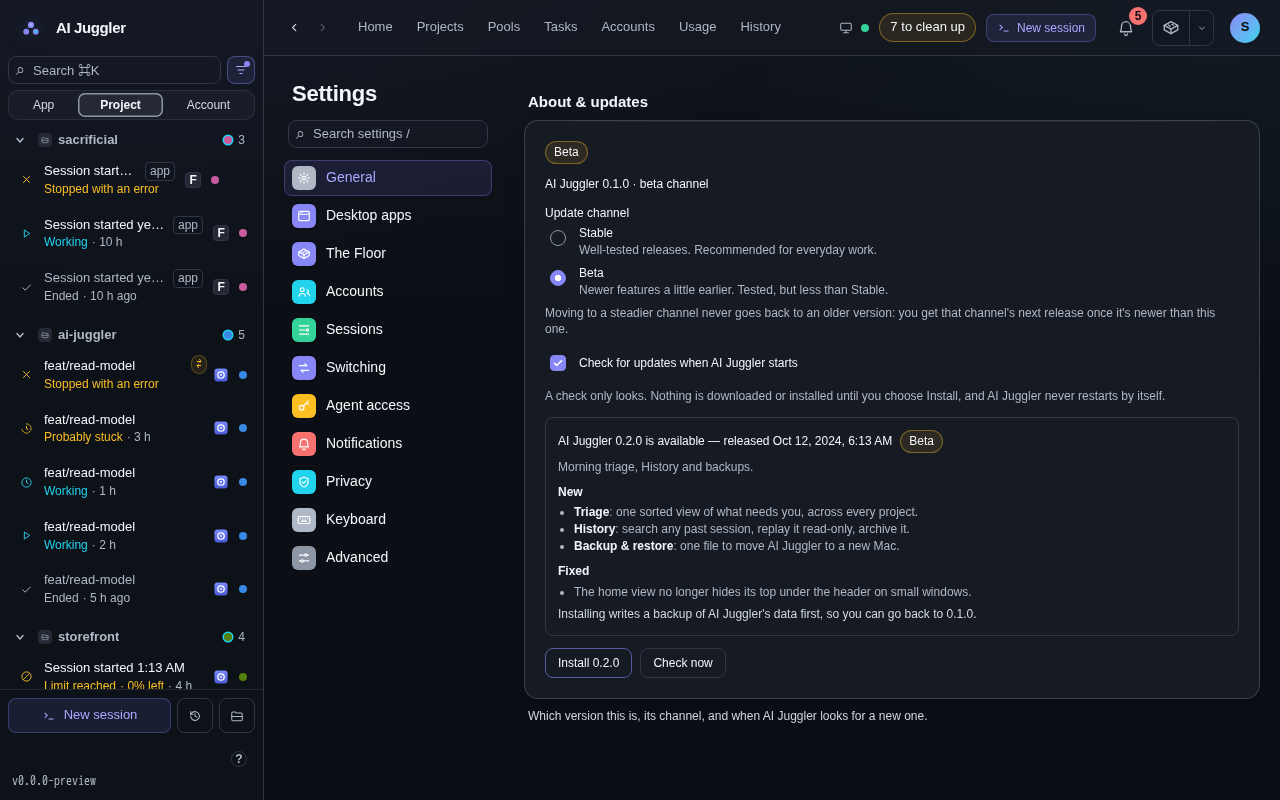 AI Juggler
Search ⌘K
App Project Account
sacrificial 3
Session start… app F
Stopped with an error
Session started ye… app F
Working · 10 h
Session started ye… app F
Ended · 10 h ago
ai-juggler 5
feat/read-model
Stopped with an error
feat/read-model
Probably stuck · 3 h
feat/read-model
Working · 1 h
feat/read-model
Working · 2 h
feat/read-model
Ended · 5 h ago
storefront 4
Session started 1:13 AM
Limit reached · 0% left · 4 h
New session
?
v0.0.0-preview
Home Projects Pools Tasks Accounts Usage History
7 to clean up
New session
5
S
Settings
Search settings /
General
Desktop apps
The Floor
Accounts
Sessions
Switching
Agent access
Notifications
Privacy
Keyboard
Advanced
About & updates
Beta
AI Juggler 0.1.0 · beta channel
Update channel
Stable
Well-tested releases. Recommended for everyday work.
Beta
Newer features a little earlier. Tested, but less than Stable.
Moving to a steadier channel never goes back to an older version: you get that channel's next release once it's newer than this
one.
Check for updates when AI Juggler starts
A check only looks. Nothing is downloaded or installed until you choose Install, and AI Juggler never restarts by itself.
AI Juggler 0.2.0 is available — released Oct 12, 2024, 6:13 AM Beta
Morning triage, History and backups.
New
• Triage: one sorted view of what needs you, across every project.
• History: search any past session, replay it read-only, archive it.
• Backup & restore: one file to move AI Juggler to a new Mac.
Fixed
• The home view no longer hides its top under the header on small windows.
Installing writes a backup of AI Juggler's data first, so you can go back to 0.1.0.
Install 0.2.0 Check now
Which version this is, its channel, and when AI Juggler looks for a new one.